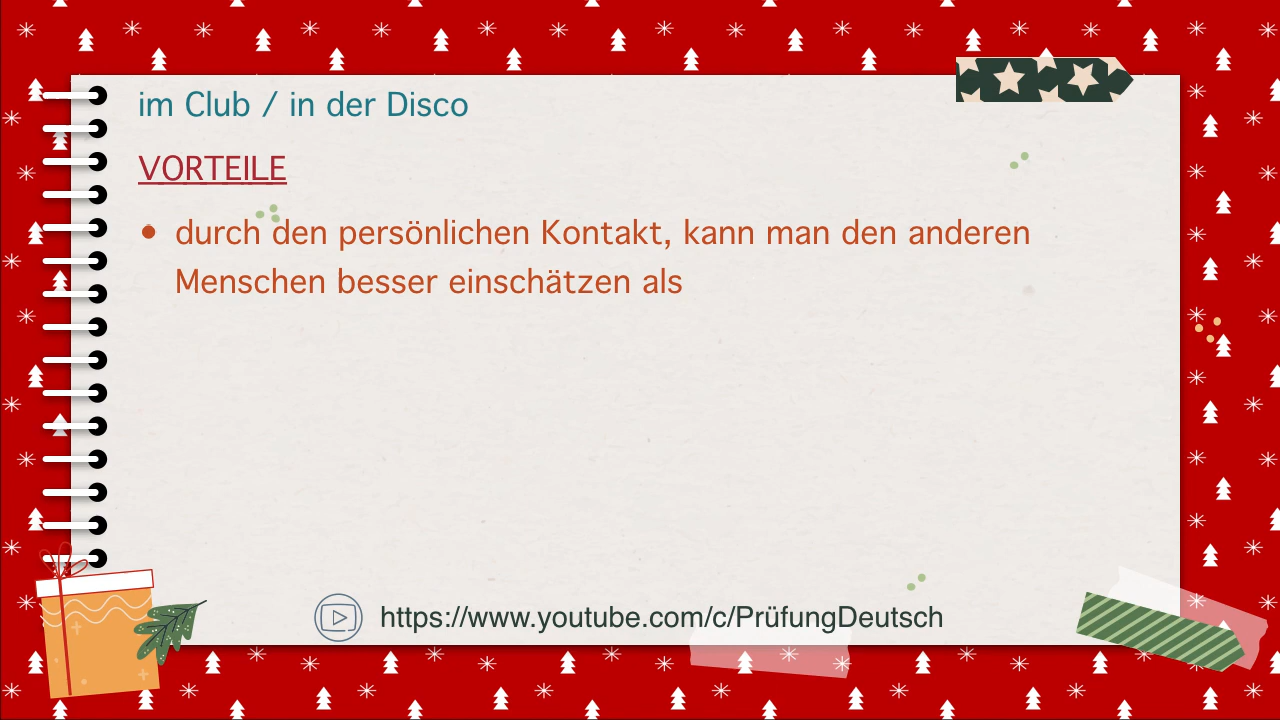 im Club / in der Disco
VORTEILE
• durch den persönlichen Kontakt, kann man den anderen
Menschen besser einschätzen als
https://www.youtube.com/c/PrüfungDeutsch